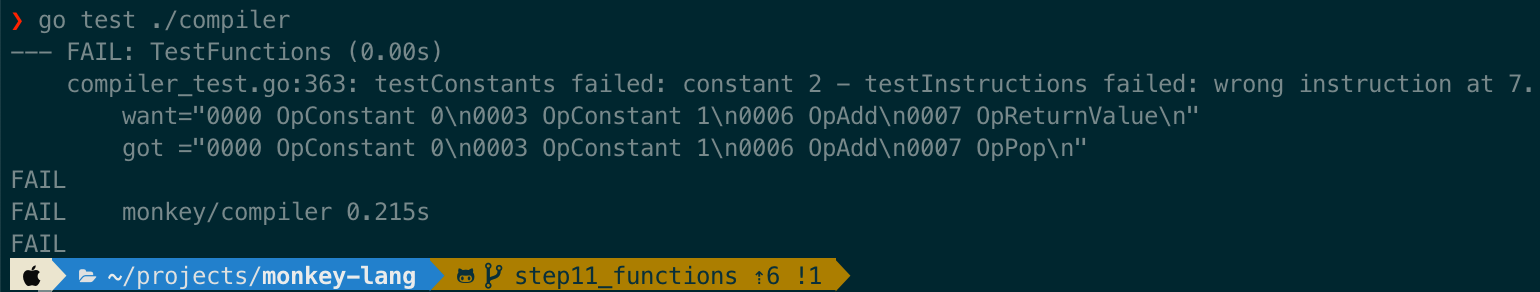 ❯ go test ./compiler
--- FAIL: TestFunctions (0.00s)
    compiler_test.go:363: testConstants failed: constant 2 - testInstructions failed: wrong instruction at 7.
        want="0000 OpConstant 0\n0003 OpConstant 1\n0006 OpAdd\n0007 OpReturnValue\n"
        got ="0000 OpConstant 0\n0003 OpConstant 1\n0006 OpAdd\n0007 OpPop\n"
FAIL
FAIL    monkey/compiler 0.215s
FAIL
~/projects/monkey-lang step11_functions ⇡6 !1